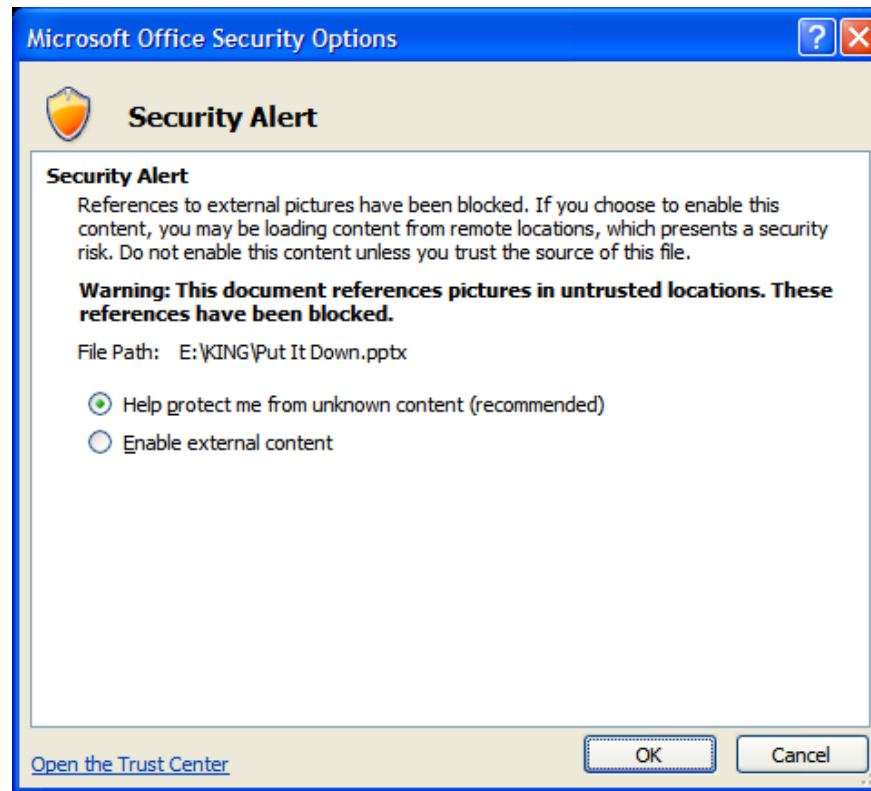 Microsoft Office Security Options
?
Security Alert
Security Alert
References to external pictures have been blocked. If you choose to enable this
content, you may be loading content from remote locations, which presents a security
risk. Do not enable this content unless you trust the source of this file.
Warning: This document references pictures in untrusted locations. These
references have been blocked.
File Path: E:\KING\Put It Down.pptx
Help protect me from unknown content (recommended)
Enable external content
Open the Trust Center
OK
Cancel